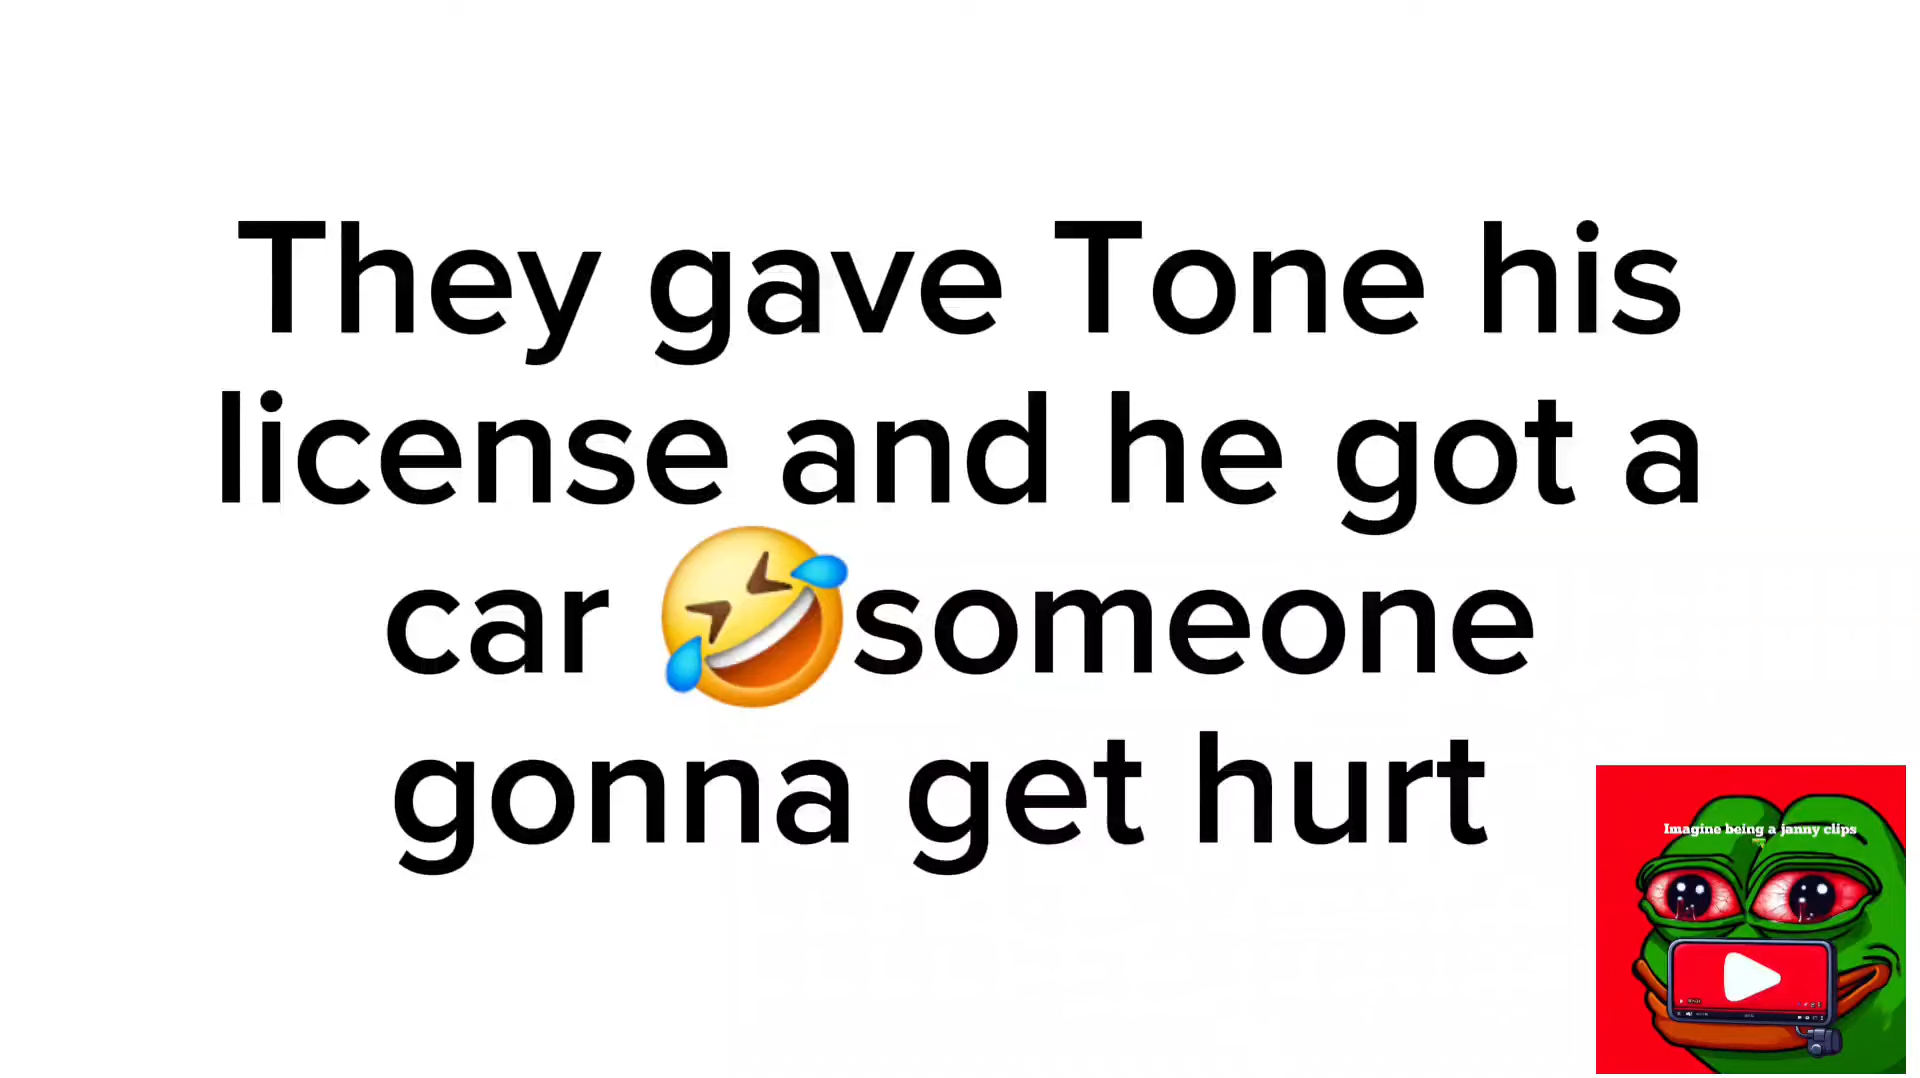 They gave Tone his
license and he got a
car 🤣someone
gonna get hurt
Imagine being a janny clips